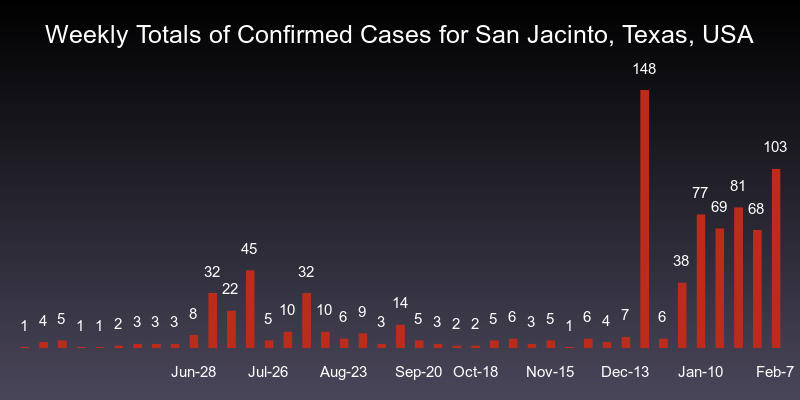 Weekly Totals of Confirmed Cases for San Jacinto, Texas, USA
1 4 5 1 1 2 3 3 3 8 32 22 45 5 10 32 10 6 9 3 14 5 3 2 2 5 6 3 5 1 6 4 7 148 6 38 77 69 81 68 103
Jun-28 Jul-26 Aug-23 Sep-20 Oct-18 Nov-15 Dec-13 Jan-10 Feb-7